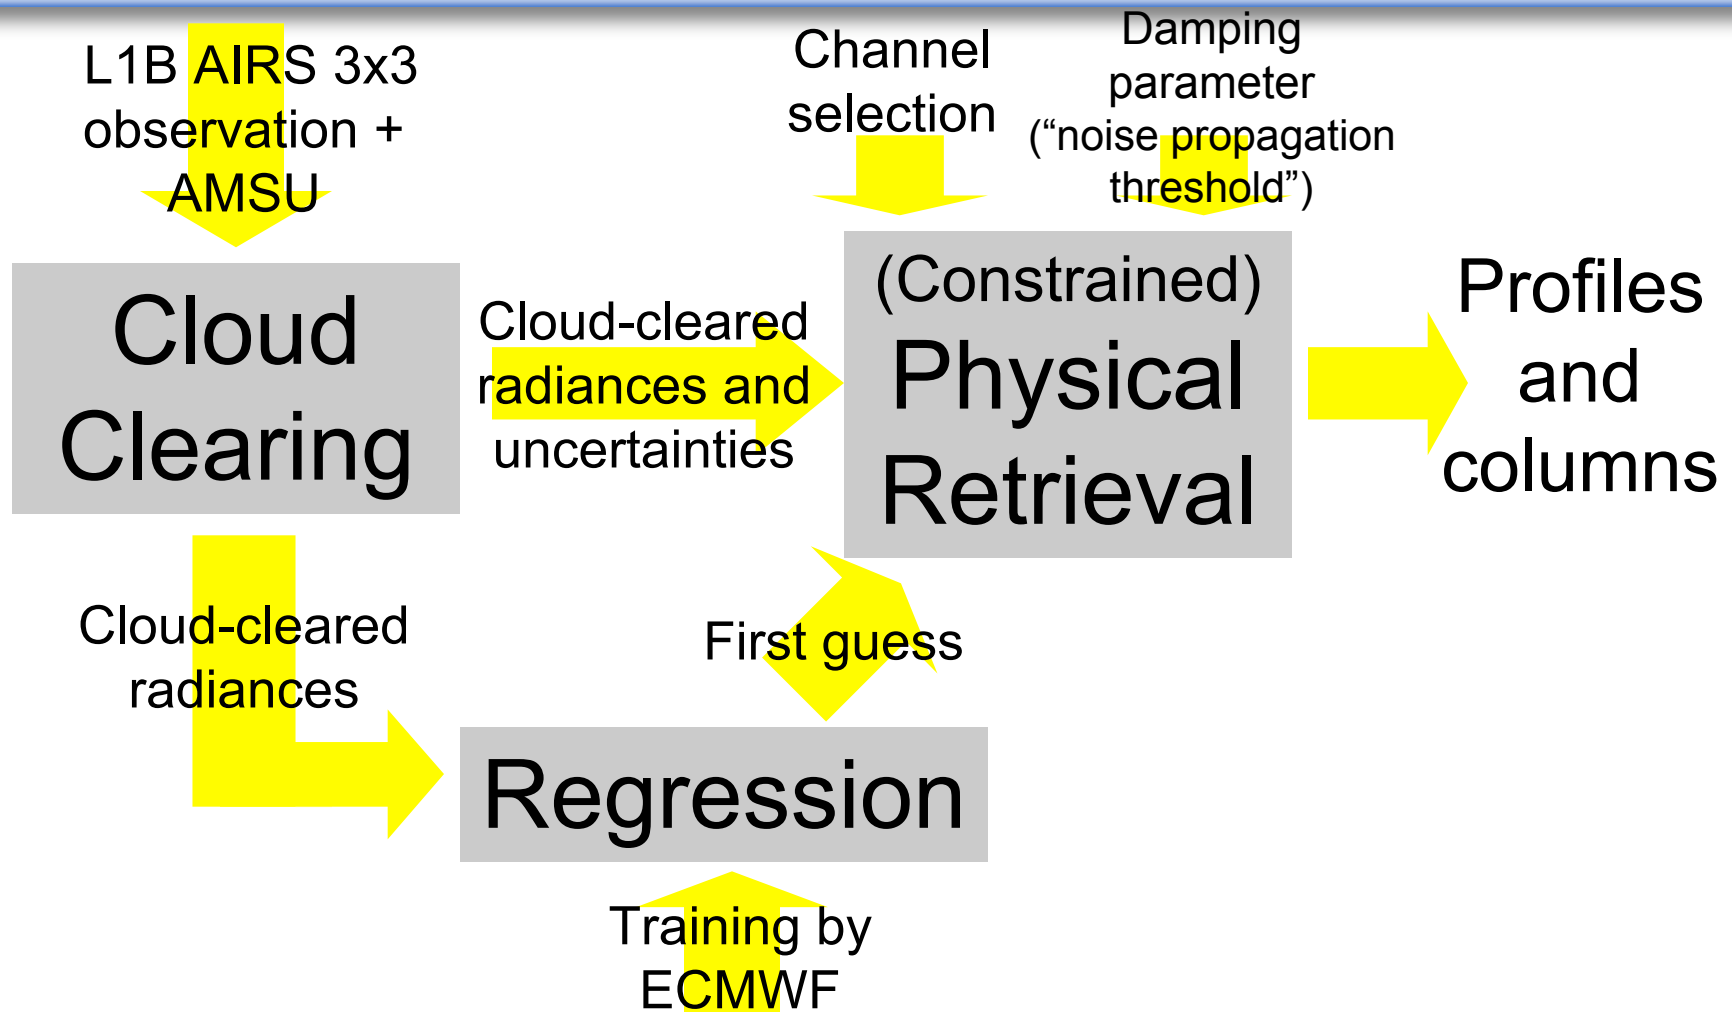 L1B AIRS 3x3
observation +
AMSU
Channel
selection
Damping
parameter
(“noise propagation
threshold”)
Cloud
Clearing
Cloud-cleared
radiances and
uncertainties
(Constrained)
Physical
Retrieval
Profiles
and
columns
Cloud-cleared
radiances
First guess
Regression
Training by
ECMWF